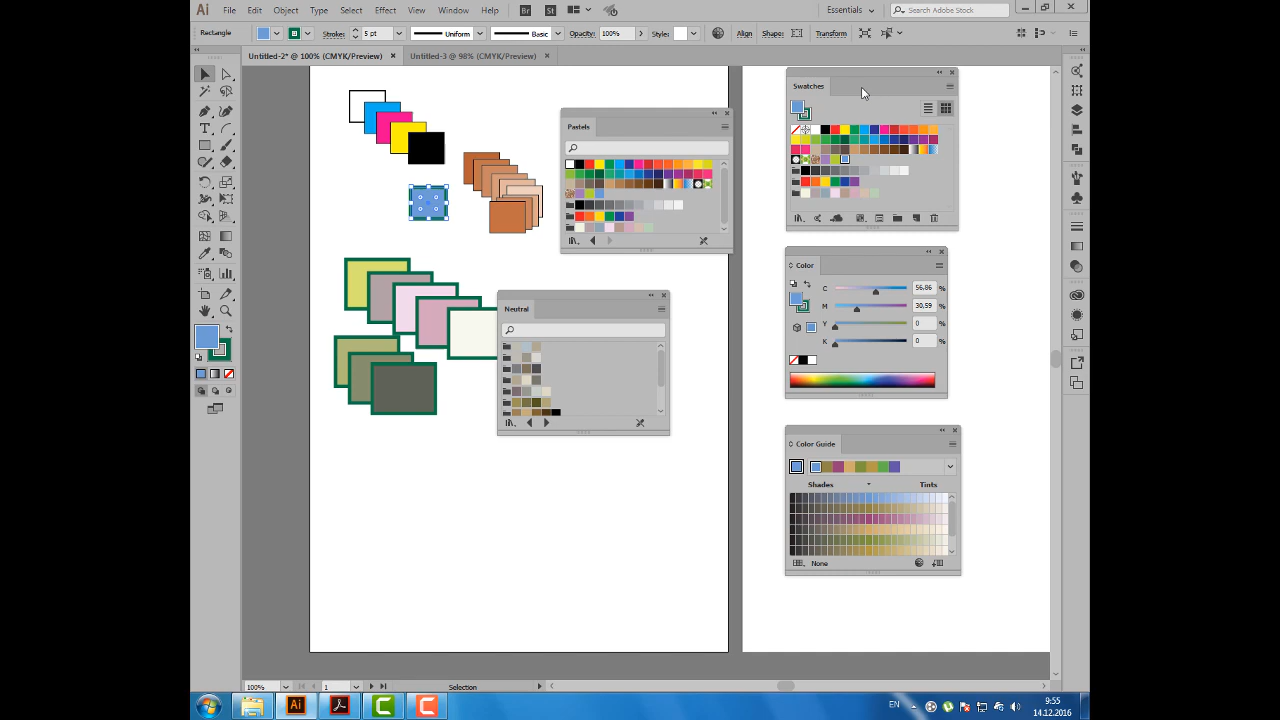 Ai File Edit Object Type Select Effect View Window Help Br St Essentials Search Adobe Stock
Rectangle Strokes: 5 pt Uniform Basic Opacity: 100% Style: Align Shape: Transform
Untitled-2* @ 100% (CMYK/Preview) × Untitled-3 @ 98% (CMYK/Preview) ×
Swatches
Pastels
Color
C 56,86 %
M 30,59 %
Y 0 %
K 0 %
Neutral
Color Guide
Shades Tints
None
100% 1 Selection
Ai C C EN 9:55
14.12.2016